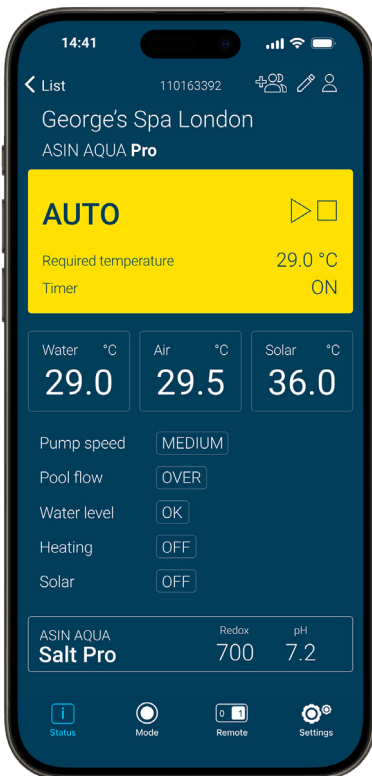 14:41
List 110163392
George's Spa London
ASIN AQUA Pro
AUTO
Required temperature 29.0 °C
Timer ON
Water °C Air °C Solar °C
29.0 29.5 36.0
Pump speed MEDIUM
Pool flow OVER
Water level OK
Heating OFF
Solar OFF
ASIN AQUA Redox pH
Salt Pro 700 7.2
i 0 1
Status Mode Remote Settings